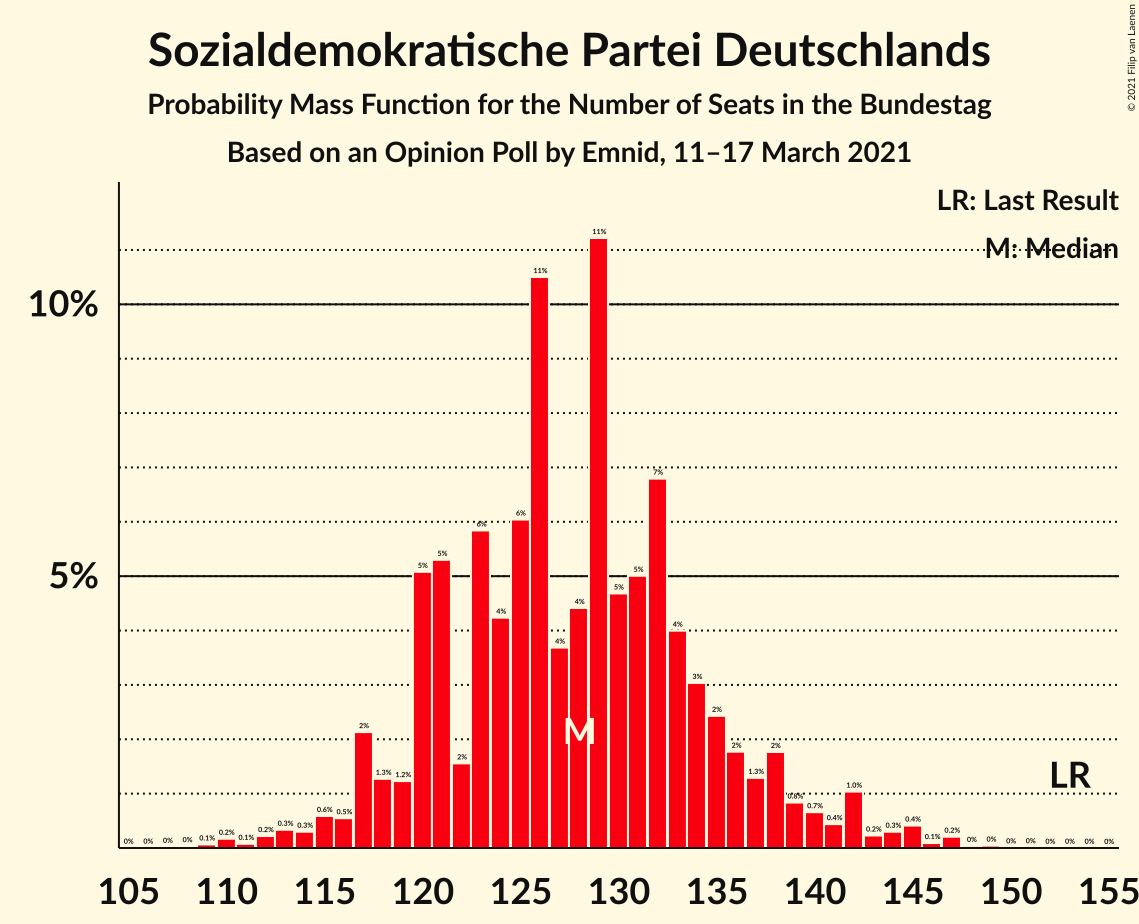 Sozialdemokratische Partei Deutschlands
Probability Mass Function for the Number of Seats in the Bundestag
Based on an Opinion Poll by Emnid, 11–17 March 2021
© 2021 Filip van Laenen
LR: Last Result
M: Median
10%
5%
0% 0% 0% 0% 0.1% 0.2% 0.1% 0.2% 0.3% 0.3% 0.6% 0.5% 2% 1.3% 1.2% 5% 5% 2% 6% 4% 6% 11% 4% 4% 11% 5% 5% 7% 4% 3% 2% 2% 1.3% 2% 0.8% 0.7% 0.4% 1.0% 0.2% 0.3% 0.4% 0.1% 0.2% 0% 0% 0% 0% 0% 0% 0% 0%
M
LR
105 110 115 120 125 130 135 140 145 150 155